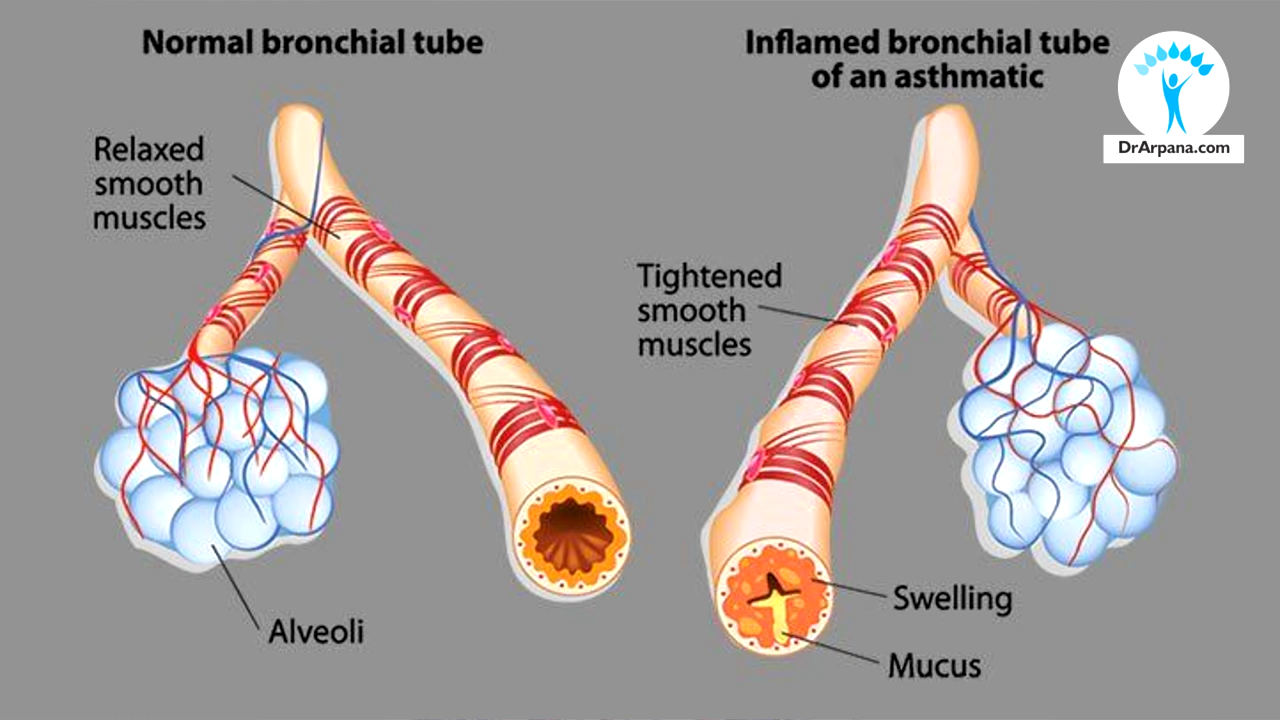 Normal bronchial tube
Inflamed bronchial tube
of an asthmatic
DrArpana.com
Relaxed
smooth
muscles
Tightened
smooth
muscles
Alveoli
Swelling
Mucus